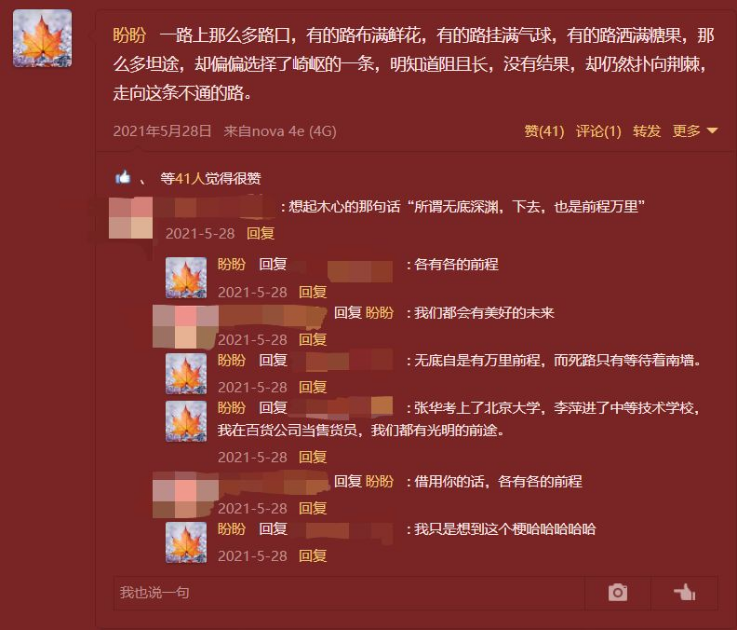 盼盼 一路上那么多路口，有的路布满鲜花，有的路挂满气球，有的路洒满糖果，那
么多坦途，却偏偏选择了崎岖的一条，明知道阻且长，没有结果，却仍然扑向荆棘，
走向这条不通的路。
2021年5月28日 来自nova 4e (4G) 赞(41) 评论(1) 转发 更多
、 等41人觉得很赞
：想起木心的那句话“所谓无底深渊，下去，也是前程万里”
2021-5-28 回复
盼盼 回复 ：各有各的前程
2021-5-28 回复
回复 盼盼 ：我们都会有美好的未来
2021-5-28 回复
盼盼 回复 ：无底自是有万里前程，而死路只有等待着南墙。
2021-5-28 回复
盼盼 回复 ：张华考上了北京大学，李萍进了中等技术学校，
我在百货公司当售货员，我们都有光明的前途。
2021-5-28 回复
回复 盼盼 ：借用你的话，各有各的前程
2021-5-28 回复
盼盼 回复 ：我只是想到这个梗哈哈哈哈哈哈
2021-5-28 回复
我也说一句